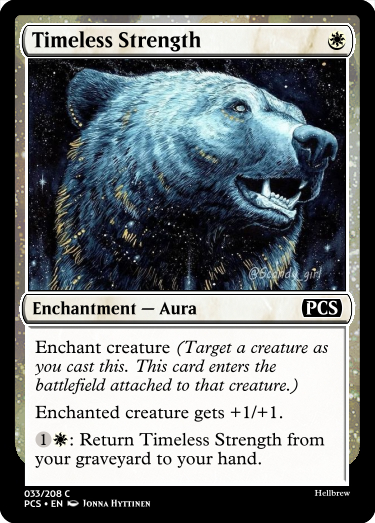 Timeless Strength
@Scandy_girl
Enchantment — Aura
PCS
Enchant creature (Target a creature as
you cast this. This card enters the
battlefield attached to that creature.)
Enchanted creature gets +1/+1.
1: Return Timeless Strength from
your graveyard to your hand.
033/208 C
Hellbrew
PCS • EN Jonna Hyttinen